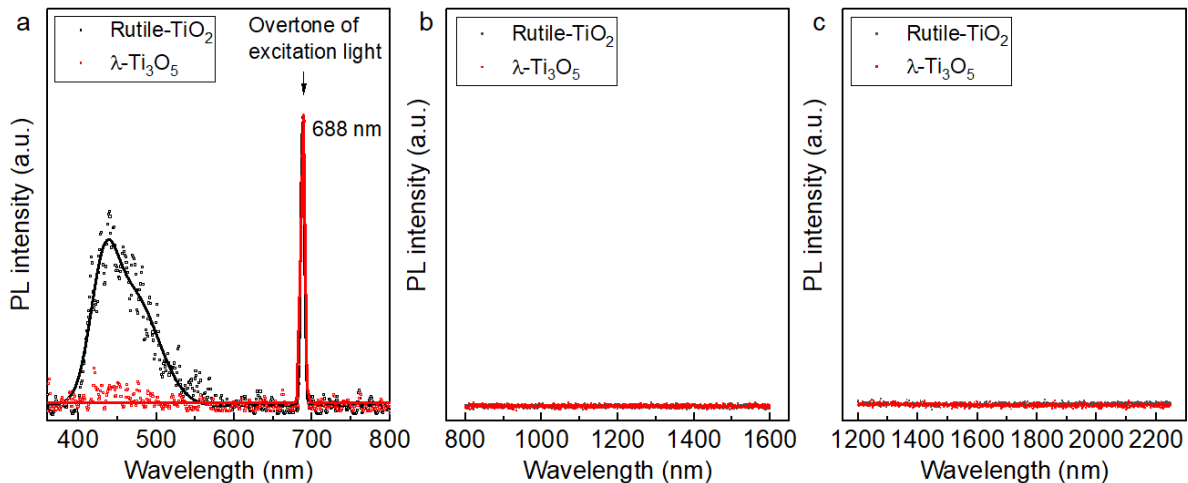 a
Rutile-TiO₂
λ-Ti₃O₅
Overtone of
excitation light
688 nm
PL intensity (a.u.)
400 500 600 700 800
Wavelength (nm)
b
Rutile-TiO₂
λ-Ti₃O₅
PL intensity (a.u.)
800 1000 1200 1400 1600
Wavelength (nm)
c
Rutile-TiO₂
λ-Ti₃O₅
PL intensity (a.u.)
1200 1400 1600 1800 2000 2200
Wavelength (nm)